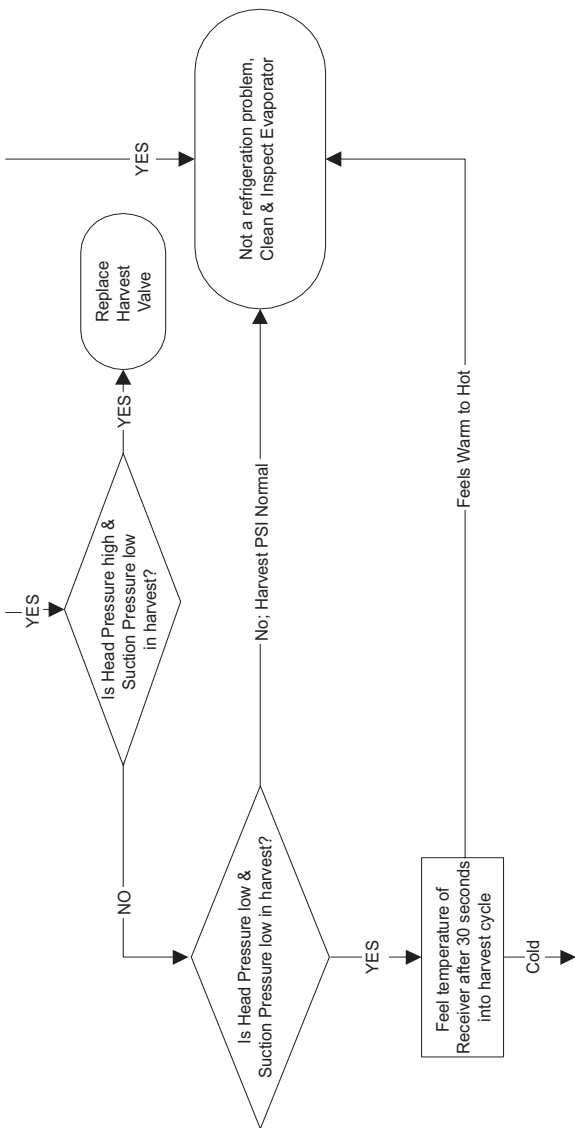 YES
YES
Is Head Pressure high &
Suction Pressure low
in harvest?
YES
Replace
Harvest
Valve
Not a refrigeration problem,
Clean & Inspect Evaporator
NO
Is Head Pressure low &
Suction Pressure low in harvest?
No; Harvest PSI Normal
YES
Feel temperature of
Receiver after 30 seconds
into harvest cycle
Feels Warm to Hot
Cold